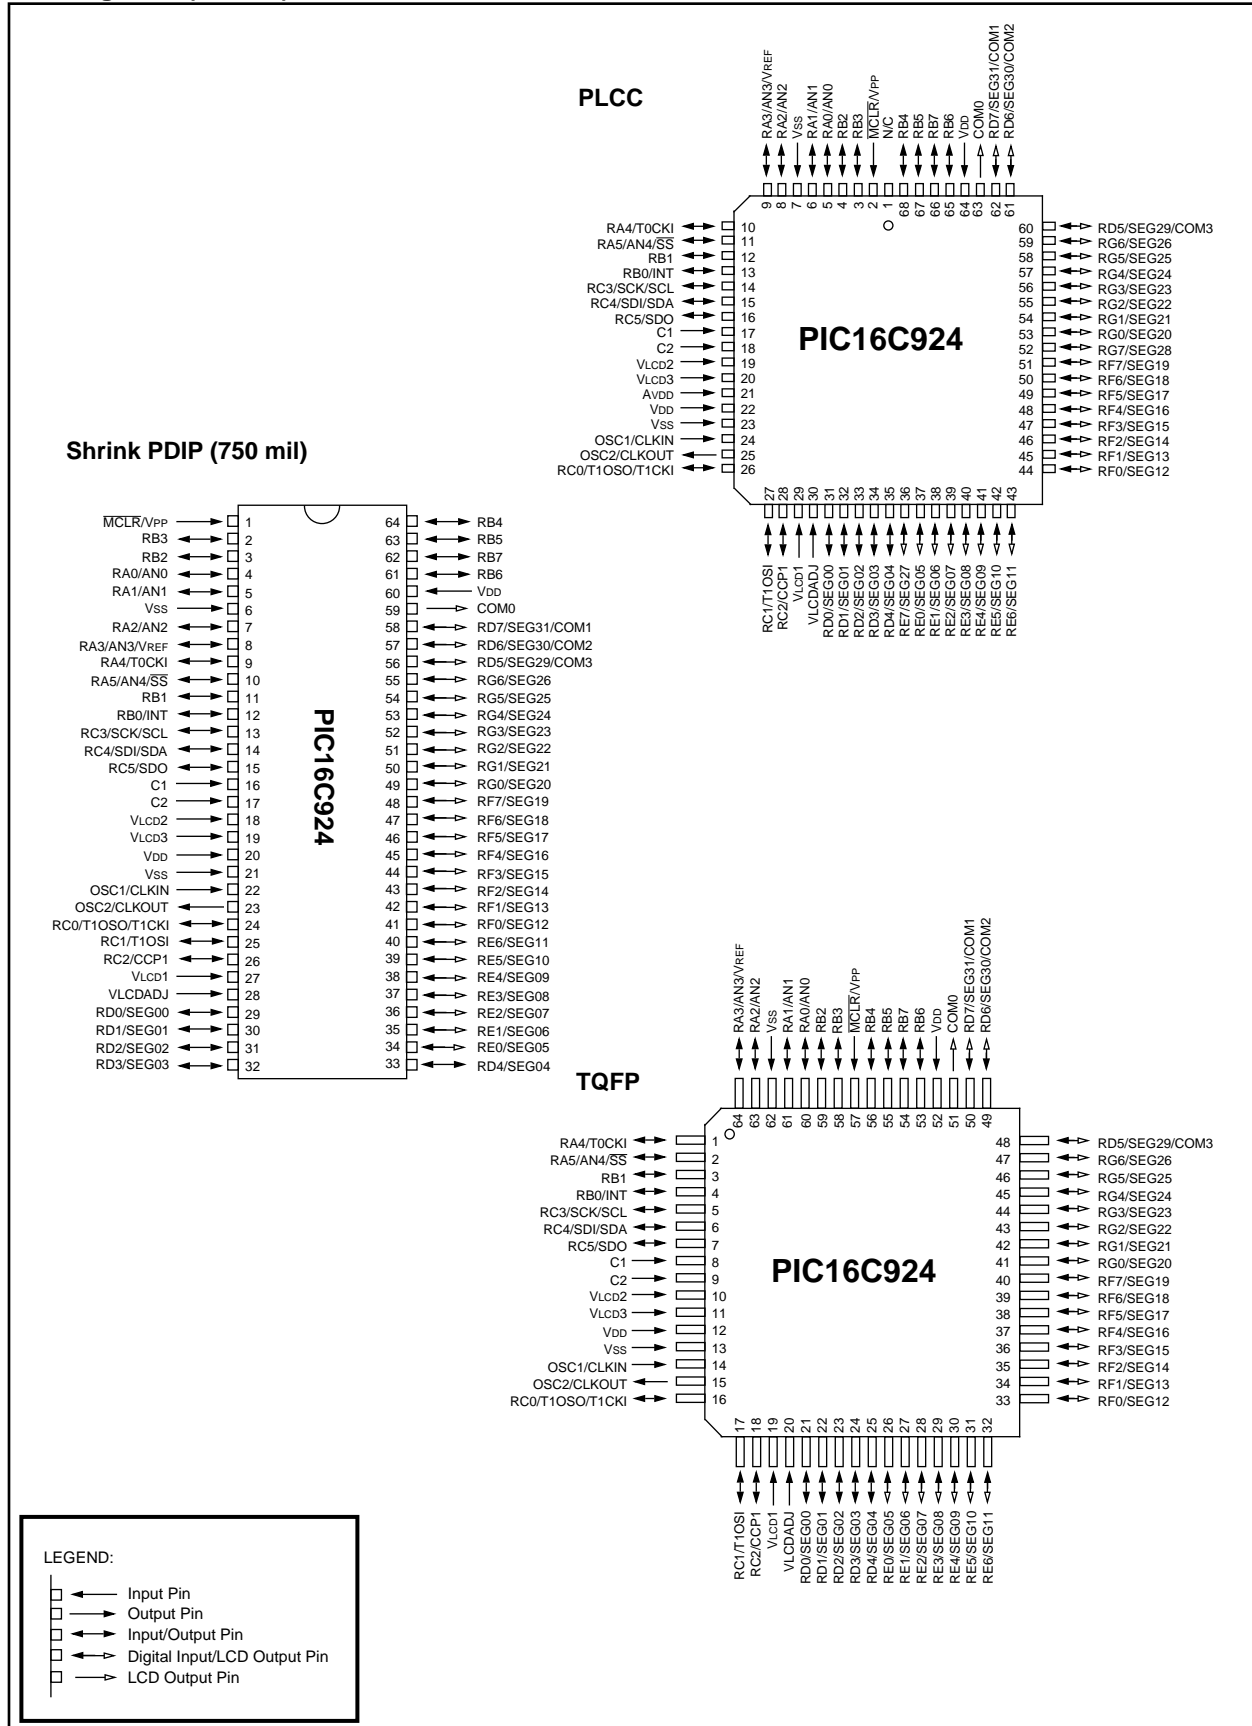 PLCC
RA3/AN3/VREF
RA2/AN2
VSS
RA1/AN1
RA0/AN0
RB2
RB3
MCLR/VPP
N/C
RB4
RB5
RB7
RB6
VDD
COM0
RD7/SEG31/COM1
RD6/SEG30/COM2
9 8 7 6 5 4 3 2 1 68 67 66 65 64 63 62 61
RA4/T0CKI 10
RA5/AN4/SS 11
RB1 12
RB0/INT 13
RC3/SCK/SCL 14
RC4/SDI/SDA 15
RC5/SDO 16
C1 17
C2 18
VLCD2 19
VLCD3 20
AVDD 21
VDD 22
VSS 23
OSC1/CLKIN 24
OSC2/CLKOUT 25
RC0/T1OSO/T1CKI 26
PIC16C924
60 RD5/SEG29/COM3
59 RG6/SEG26
58 RG5/SEG25
57 RG4/SEG24
56 RG3/SEG23
55 RG2/SEG22
54 RG1/SEG21
53 RG0/SEG20
52 RG7/SEG28
51 RF7/SEG19
50 RF6/SEG18
49 RF5/SEG17
48 RF4/SEG16
47 RF3/SEG15
46 RF2/SEG14
45 RF1/SEG13
44 RF0/SEG12
27 28 29 30 31 32 33 34 35 36 37 38 39 40 41 42 43
RC1/T1OSI
RC2/CCP1
VLCD1
VLCDADJ
RD0/SEG00
RD1/SEG01
RD2/SEG02
RD3/SEG03
RD4/SEG04
RE7/SEG27
RE0/SEG05
RE1/SEG06
RE2/SEG07
RE3/SEG08
RE4/SEG09
RE5/SEG10
RE6/SEG11
Shrink PDIP (750 mil)
MCLR/VPP 1 64 RB4
RB3 2 63 RB5
RB2 3 62 RB7
RA0/AN0 4 61 RB6
RA1/AN1 5 60 VDD
VSS 6 59 COM0
RA2/AN2 7 58 RD7/SEG31/COM1
RA3/AN3/VREF 8 57 RD6/SEG30/COM2
RA4/T0CKI 9 56 RD5/SEG29/COM3
RA5/AN4/SS 10 55 RG6/SEG26
RB1 11 54 RG5/SEG25
RB0/INT 12 53 RG4/SEG24
RC3/SCK/SCL 13 52 RG3/SEG23
RC4/SDI/SDA 14 51 RG2/SEG22
RC5/SDO 15 50 RG1/SEG21
C1 16 49 RG0/SEG20
C2 17 48 RF7/SEG19
VLCD2 18 47 RF6/SEG18
VLCD3 19 46 RF5/SEG17
VDD 20 45 RF4/SEG16
VSS 21 44 RF3/SEG15
OSC1/CLKIN 22 43 RF2/SEG14
OSC2/CLKOUT 23 42 RF1/SEG13
RC0/T1OSO/T1CKI 24 41 RF0/SEG12
RC1/T1OSI 25 40 RE6/SEG11
RC2/CCP1 26 39 RE5/SEG10
VLCD1 27 38 RE4/SEG09
VLCDADJ 28 37 RE3/SEG08
RD0/SEG00 29 36 RE2/SEG07
RD1/SEG01 30 35 RE1/SEG06
RD2/SEG02 31 34 RE0/SEG05
RD3/SEG03 32 33 RD4/SEG04
PIC16C924
TQFP
RA3/AN3/VREF
RA2/AN2
VSS
RA1/AN1
RA0/AN0
RB2
RB3
MCLR/VPP
RB4
RB5
RB7
RB6
VDD
COM0
RD7/SEG31/COM1
RD6/SEG30/COM2
64 63 62 61 60 59 58 57 56 55 54 53 52 51 50 49
RA4/T0CKI 1
RA5/AN4/SS 2
RB1 3
RB0/INT 4
RC3/SCK/SCL 5
RC4/SDI/SDA 6
RC5/SDO 7
C1 8
C2 9
VLCD2 10
VLCD3 11
VDD 12
VSS 13
OSC1/CLKIN 14
OSC2/CLKOUT 15
RC0/T1OSO/T1CKI 16
PIC16C924
48 RD5/SEG29/COM3
47 RG6/SEG26
46 RG5/SEG25
45 RG4/SEG24
44 RG3/SEG23
43 RG2/SEG22
42 RG1/SEG21
41 RG0/SEG20
40 RF7/SEG19
39 RF6/SEG18
38 RF5/SEG17
37 RF4/SEG16
36 RF3/SEG15
35 RF2/SEG14
34 RF1/SEG13
33 RF0/SEG12
17 18 19 20 21 22 23 24 25 26 27 28 29 30 31 32
RC1/T1OSI
RC2/CCP1
VLCD1
VLCDADJ
RD0/SEG00
RD1/SEG01
RD2/SEG02
RD3/SEG03
RD4/SEG04
RE0/SEG05
RE1/SEG06
RE2/SEG07
RE3/SEG08
RE4/SEG09
RE5/SEG10
RE6/SEG11
LEGEND:
Input Pin
Output Pin
Input/Output Pin
Digital Input/LCD Output Pin
LCD Output Pin